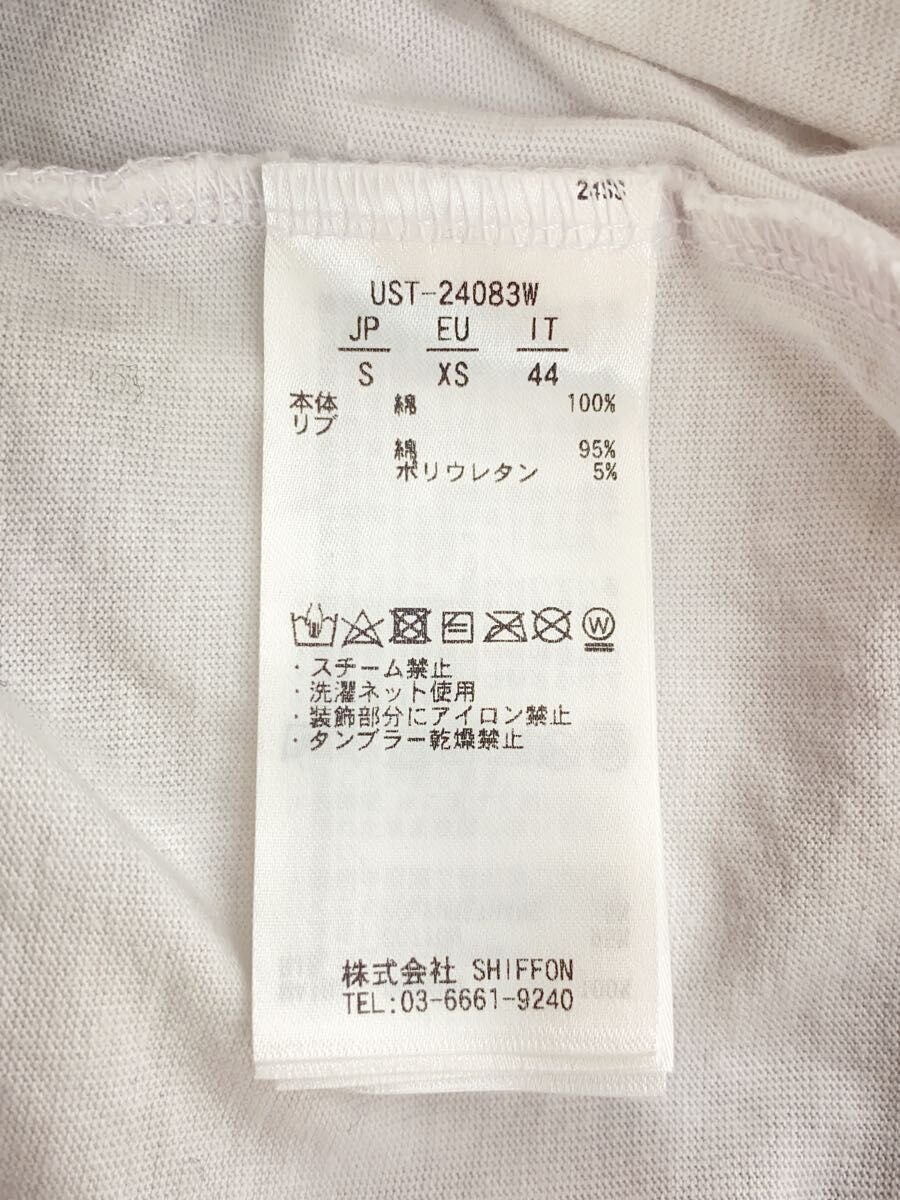 UST-24083W
JP EU IT
S XS 44
本体 綿 100%
リブ
綿 95%
ポリウレタン 5%
W
・スチーム禁止
・洗濯ネット使用
・装飾部分にアイロン禁止
・タンブラー乾燥禁止
株式会社 SHIFFON
TEL:03-6661-9240